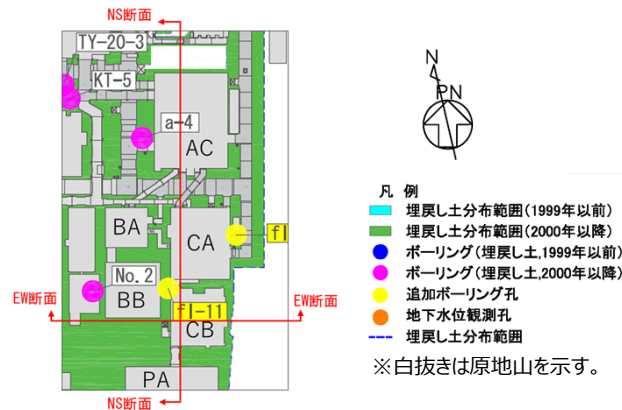 NS断面
TY-20-3
KT-5
a-4
AC
BA
CA
fl
No.2
BB
fl-11
EW断面
EW断面
CB
PA
NS断面
N
PN
凡 例
埋戻し土分布範囲(1999年以前)
埋戻し土分布範囲(2000年以降)
ボーリング(埋戻し土,1999年以前)
ボーリング(埋戻し土,2000年以降)
追加ボーリング孔
地下水位観測孔
埋戻し土分布範囲
※白抜きは原地山を示す。